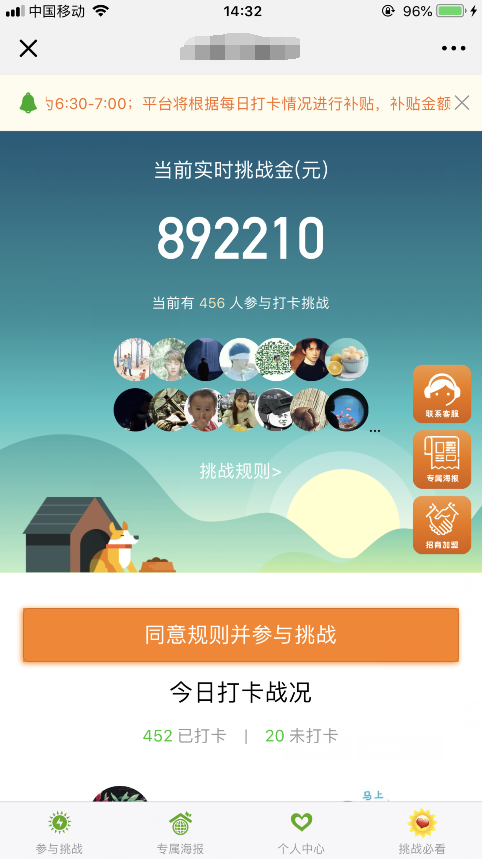 中国移动
14:32
96%
为6:30-7:00；平台将根据每日打卡情况进行补贴，补贴金额
当前实时挑战金(元)
892210
当前有 456 人参与打卡挑战
...
联系客服
专属海报
挑战规则>
招商加盟
同意规则并参与挑战
今日打卡战况
452 已打卡 | 20 未打卡
马上
参与挑战
专属海报
个人中心
挑战必看